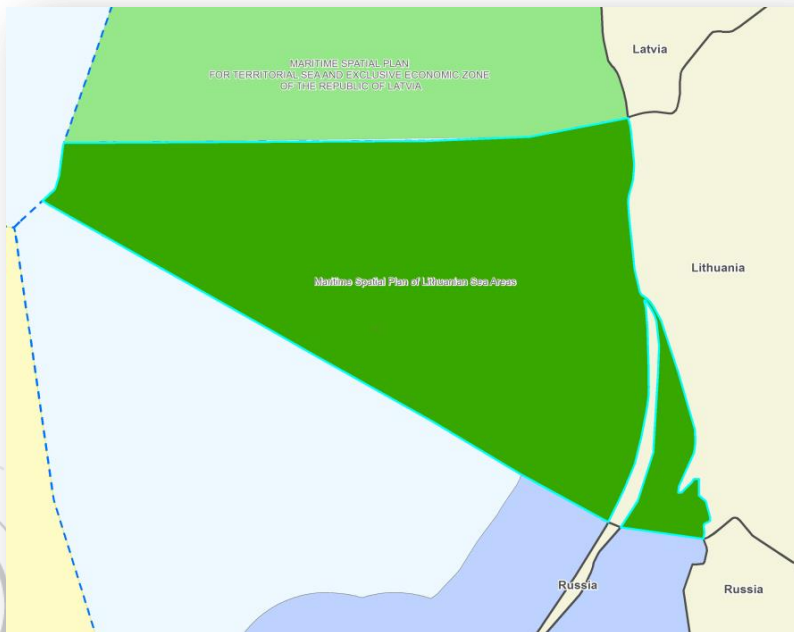 Latvia
MARITIME SPATIAL PLAN
FOR TERRITORIAL SEA AND EXCLUSIVE ECONOMIC ZONE
OF THE REPUBLIC OF LATVIA
Lithuania
Maritime Spatial Plan of Lithuanian Sea Areas
Russia
Russia